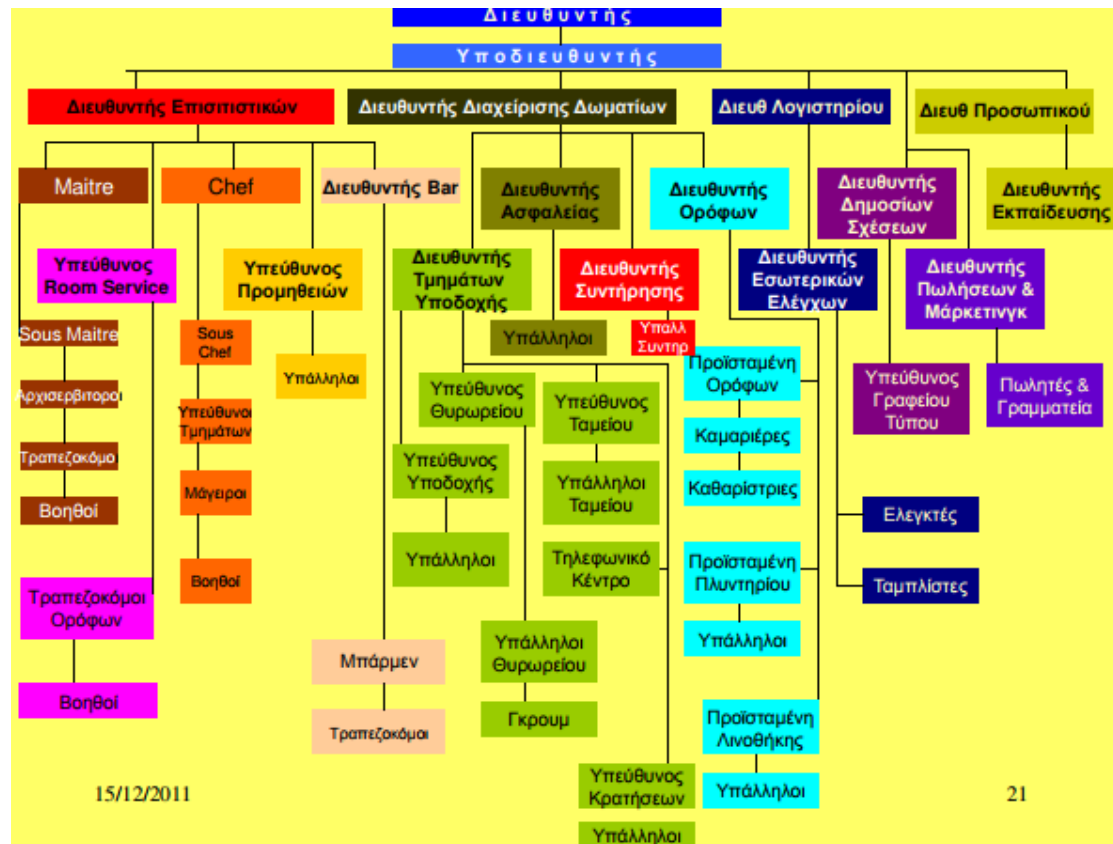 Διευθυντής
Υποδιευθυντής
Διευθυντής Επισιτιστικών
Διευθυντής Διαχείρισης Δωματίων
Διευθ Λογιστηρίου
Διευθ Προσωπικού
Maitre
Chef
Διευθυντής Bar
Διευθυντής
Ασφαλείας
Διευθυντής
Ορόφων
Διευθυντής
Δημοσίων
Σχέσεων
Διευθυντής
Εκπαίδευσης
Υπεύθυνος
Room Service
Υπεύθυνος
Προμηθειών
Διευθυντής
Τμημάτων
Υποδοχής
Διευθυντής
Συντήρησης
Διευθυντής
Εσωτερικών
Ελέγχων
Διευθυντής
Πωλήσεων &
Μάρκετινγκ
Sous Maitre
Sous
Chef
Υπάλληλοι
Υπάλληλοι
Υπαλλ
Συντηρ
Προϊσταμένη
Ορόφων
Υπεύθυνος
Γραφείου
Τύπου
Πωλητές &
Γραμματεία
Αρχισερβιτοροι
Υπεύθυνοι
Τμημάτων
Υπεύθυνος
Θυρωρείου
Υπεύθυνος
Ταμείου
Καμαριέρες
Τραπεζοκόμοι
Μάγειροι
Υπεύθυνος
Υποδοχής
Υπάλληλοι
Ταμείου
Καθαρίστριες
Βοηθοί
Ελεγκτές
Βοηθοί
Υπάλληλοι
Τηλεφωνικό
Κέντρο
Προϊσταμένη
Πλυντηρίου
Ταμπλίστες
Τραπεζοκόμοι
Ορόφων
Υπάλληλοι
Μπάρμεν
Υπάλληλοι
Θυρωρείου
Βοηθοί
Τραπεζοκόμοι
Γκρουμ
Προϊσταμένη
Λινοθήκης
Υπεύθυνος
Κρατήσεων
Υπάλληλοι
Υπάλληλοι
15/12/2011
21